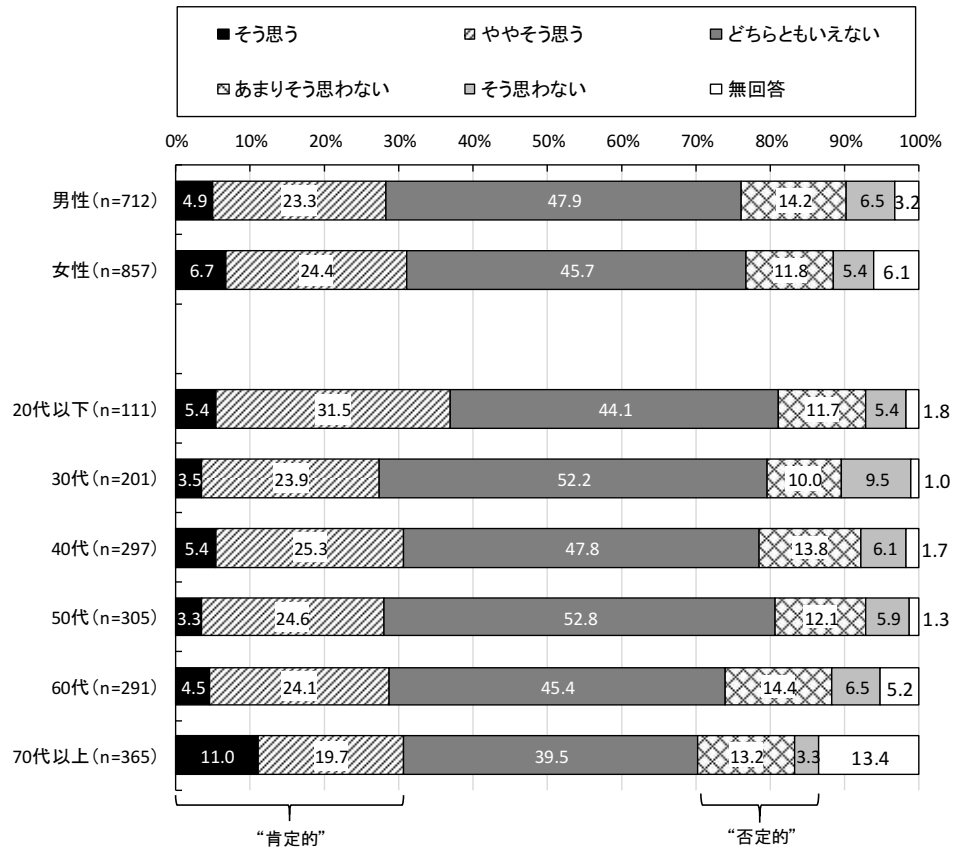 ■そう思う ややそう思う ■どちらともいえない
あまりそう思わない ■そう思わない □無回答
0% 10% 20% 30% 40% 50% 60% 70% 80% 90% 100%
男性(n=712) 4.9 23.3 47.9 14.2 6.5 3.2
女性(n=857) 6.7 24.4 45.7 11.8 5.4 6.1
20代以下(n=111) 5.4 31.5 44.1 11.7 5.4 1.8
30代(n=201) 3.5 23.9 52.2 10.0 9.5 1.0
40代(n=297) 5.4 25.3 47.8 13.8 6.1 1.7
50代(n=305) 3.3 24.6 52.8 12.1 5.9 1.3
60代(n=291) 4.5 24.1 45.4 14.4 6.5 5.2
70代以上(n=365) 11.0 19.7 39.5 13.2 3.3 13.4
“肯定的” “否定的”